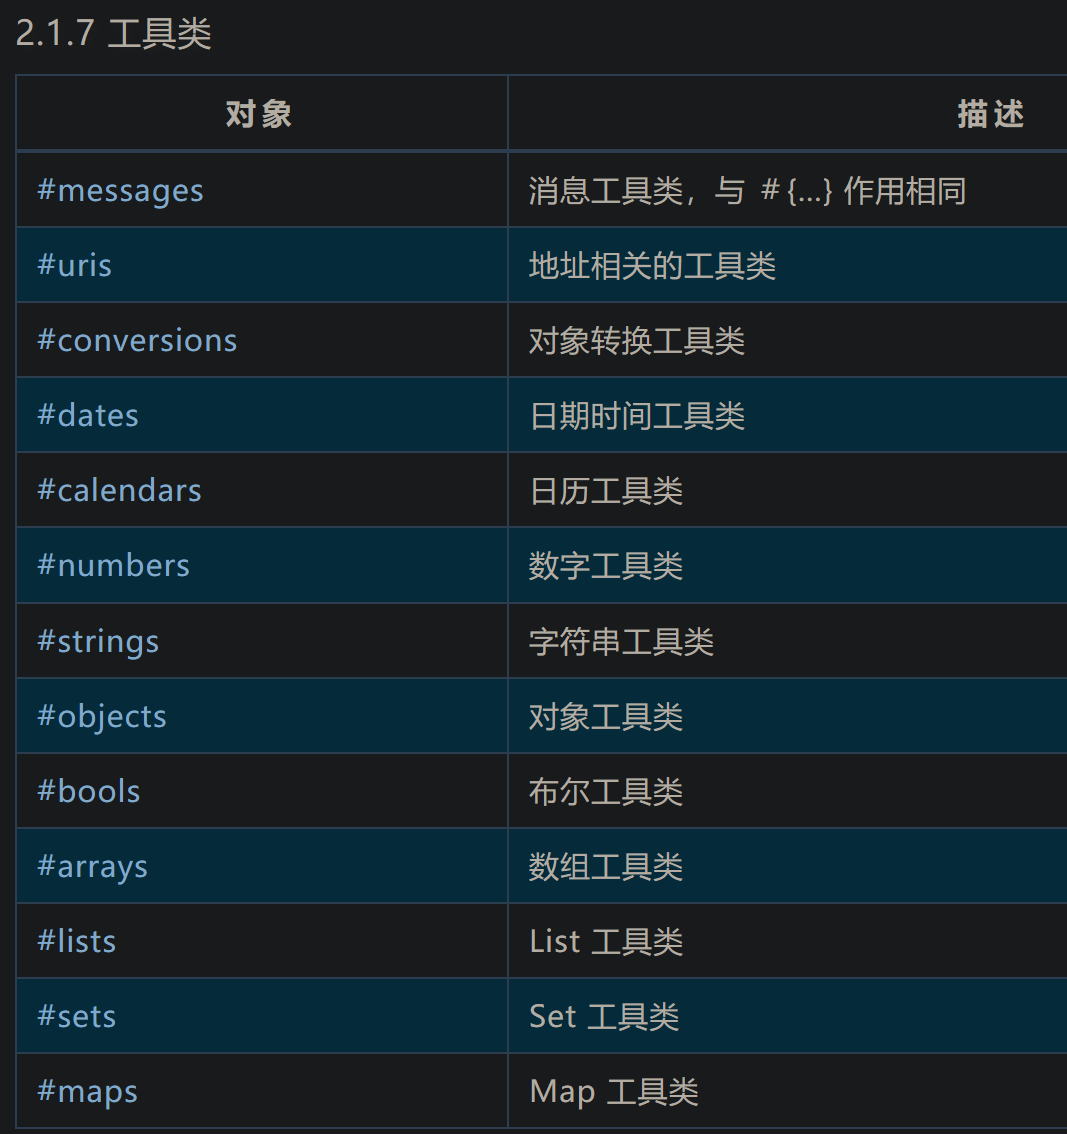 2.1.7 工具类
对象 描述
#messages 消息工具类，与 ＃{…} 作用相同
#uris 地址相关的工具类
#conversions 对象转换工具类
#dates 日期时间工具类
#calendars 日历工具类
#numbers 数字工具类
#strings 字符串工具类
#objects 对象工具类
#bools 布尔工具类
#arrays 数组工具类
#lists List 工具类
#sets Set 工具类
#maps Map 工具类